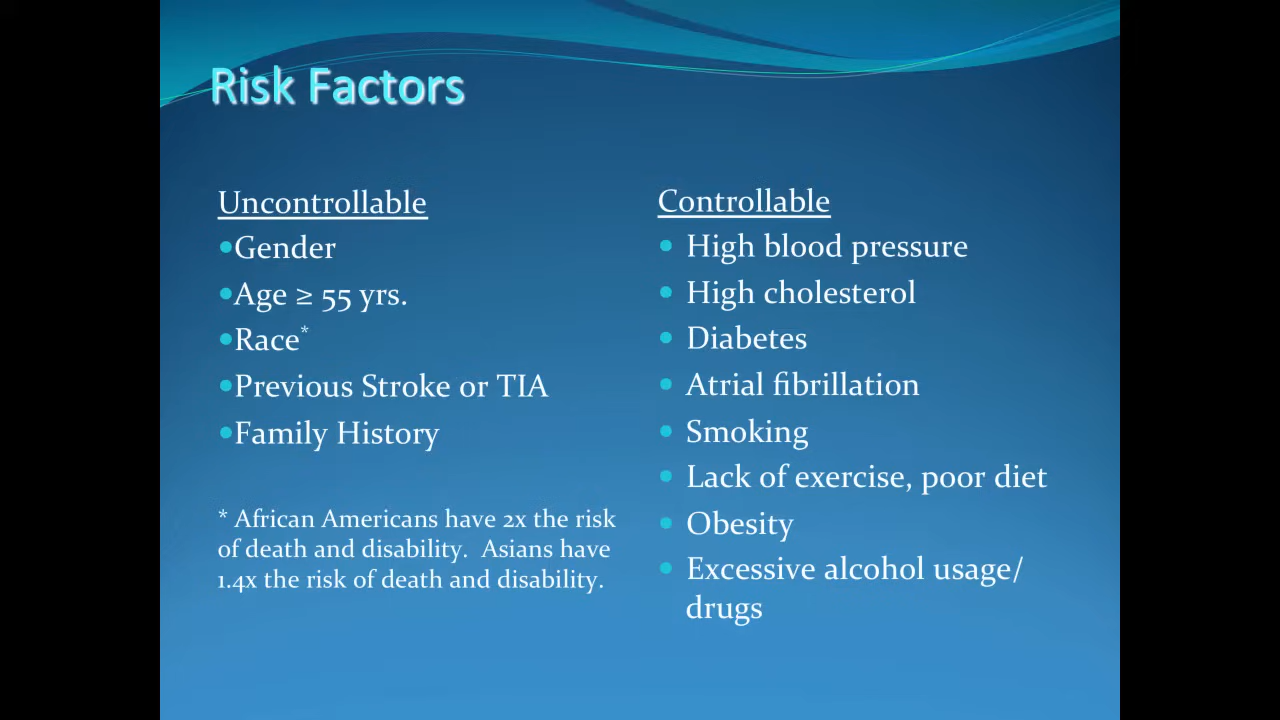 Risk Factors
Uncontrollable
•Gender
•Age ≥ 55 yrs.
•Race*
•Previous Stroke or TIA
•Family History
* African Americans have 2x the risk
of death and disability. Asians have
1.4x the risk of death and disability.
Controllable
• High blood pressure
• High cholesterol
• Diabetes
• Atrial fibrillation
• Smoking
• Lack of exercise, poor diet
• Obesity
• Excessive alcohol usage/
drugs